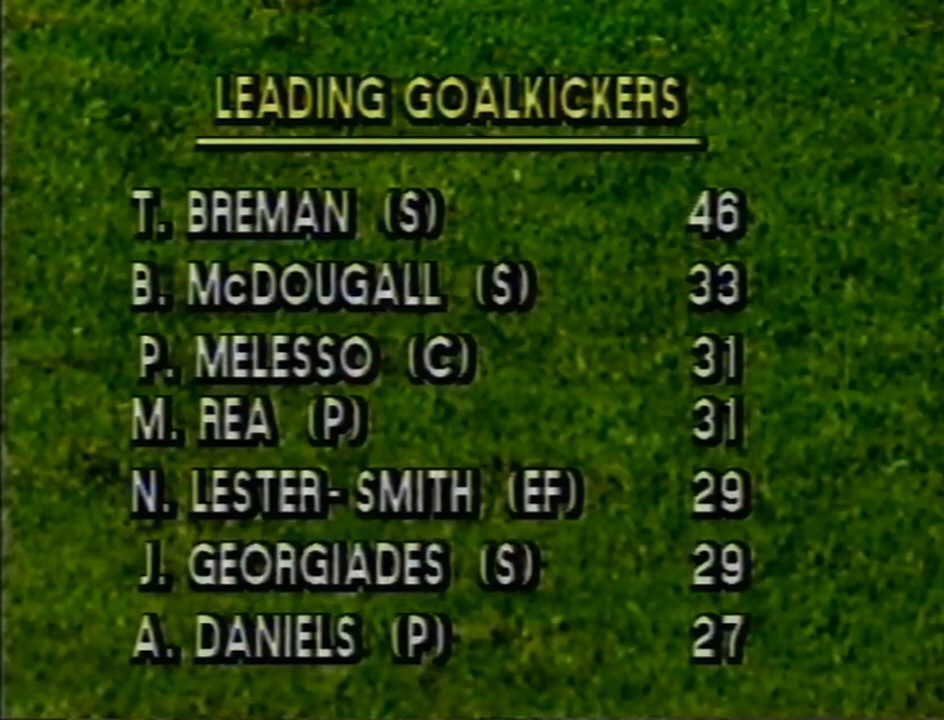 LEADING GOALKICKERS
T. BREMAN (S) 46
B. McDOUGALL (S) 33
P. MELESSO (C) 31
M. REA (P) 31
N. LESTER-SMITH (EF) 29
J. GEORGIADES (S) 29
A. DANIELS (P) 27